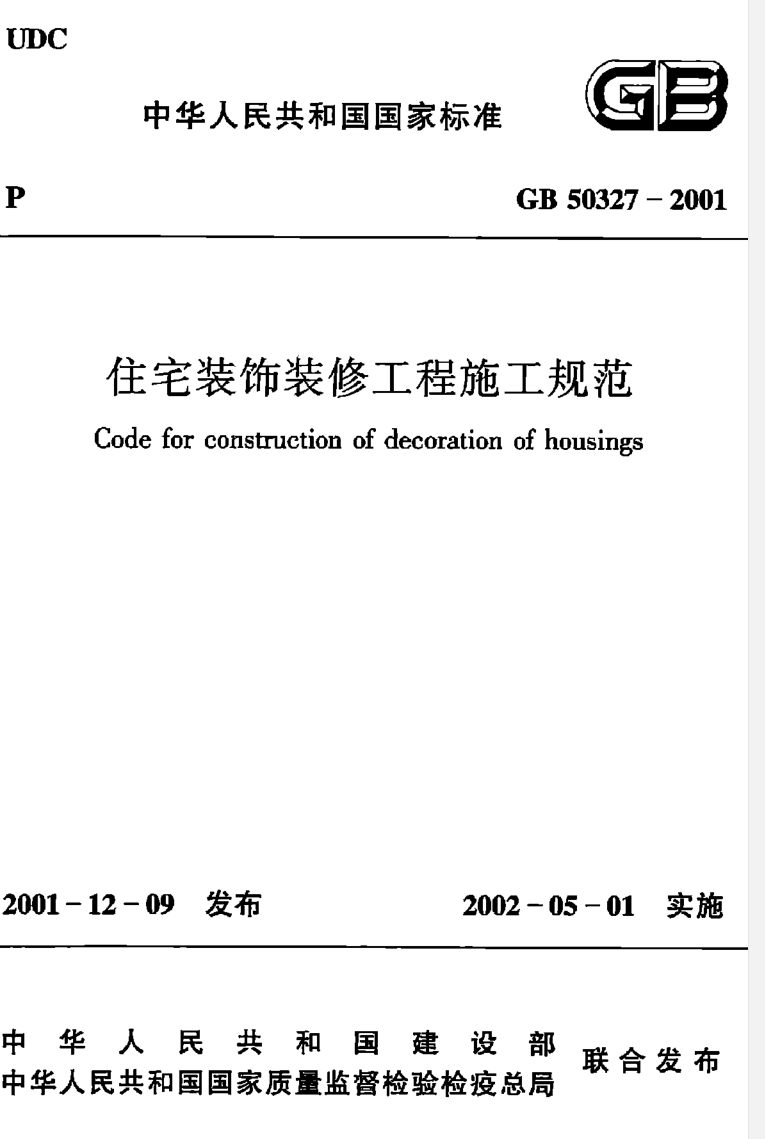 UDC
中华人民共和国国家标准
GB
P
GB 50327－2001
住宅装饰装修工程施工规范
Code for construction of decoration of housings
2001－12－09 发布
2002－05－01 实施
中华人民共和国建设部
中华人民共和国国家质量监督检验检疫总局
联合发布